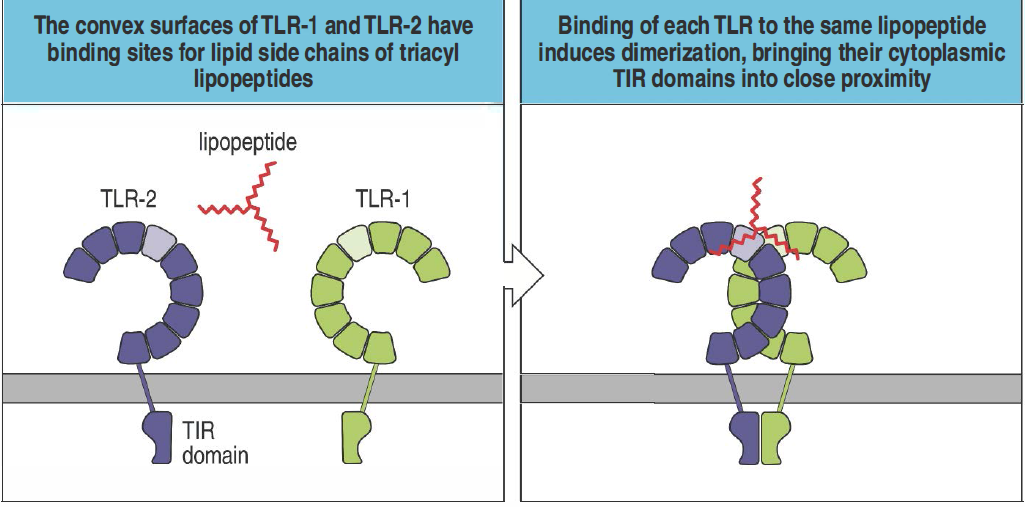 The convex surfaces of TLR-1 and TLR-2 have
binding sites for lipid side chains of triacyl
lipopeptides
Binding of each TLR to the same lipopeptide
induces dimerization, bringing their cytoplasmic
TIR domains into close proximity
lipopeptide
TLR-2
TLR-1
TIR
domain